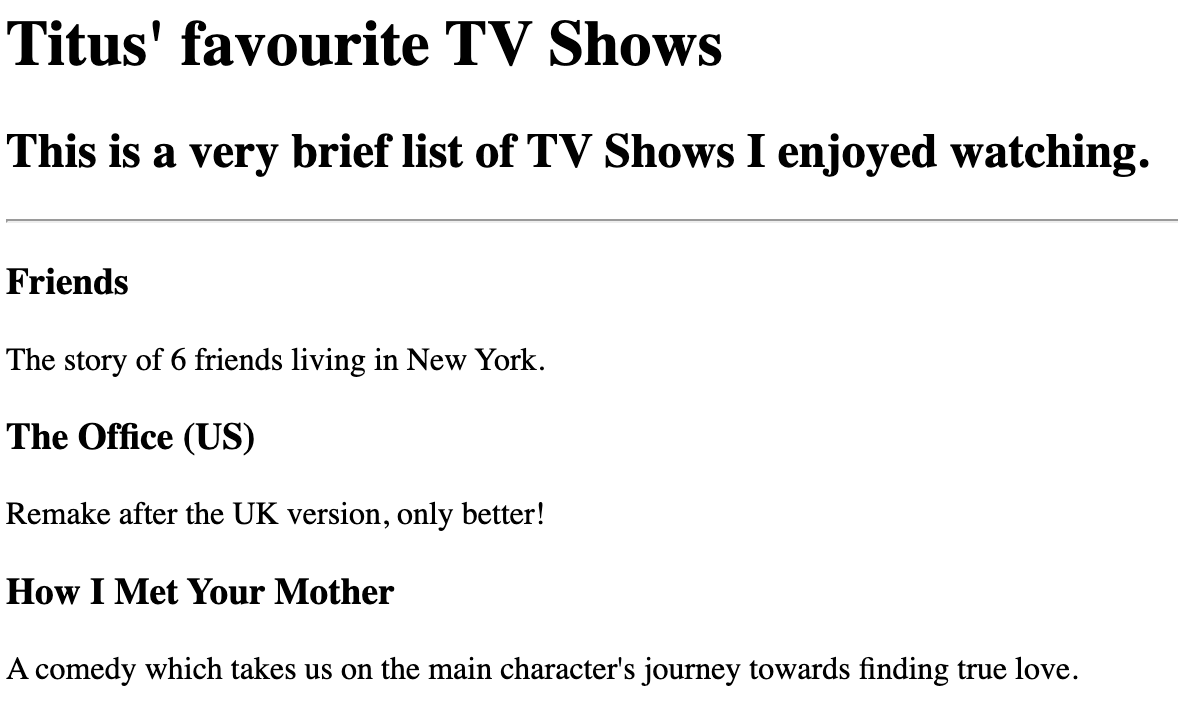 Titus' favourite TV Shows
This is a very brief list of TV Shows I enjoyed watching.
Friends
The story of 6 friends living in New York.
The Office (US)
Remake after the UK version, only better!
How I Met Your Mother
A comedy which takes us on the main character's journey towards finding true love.